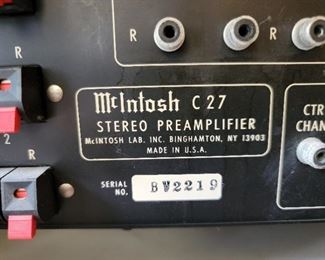 R
R
R
2
R
McIntosh C 27
STEREO PREAMPLIFIER
McINTOSH LAB. INC. BINGHAMTON, NY 13903
MADE IN U.S.A.
CTR
CHAN
SERIAL
NO.
BV2219